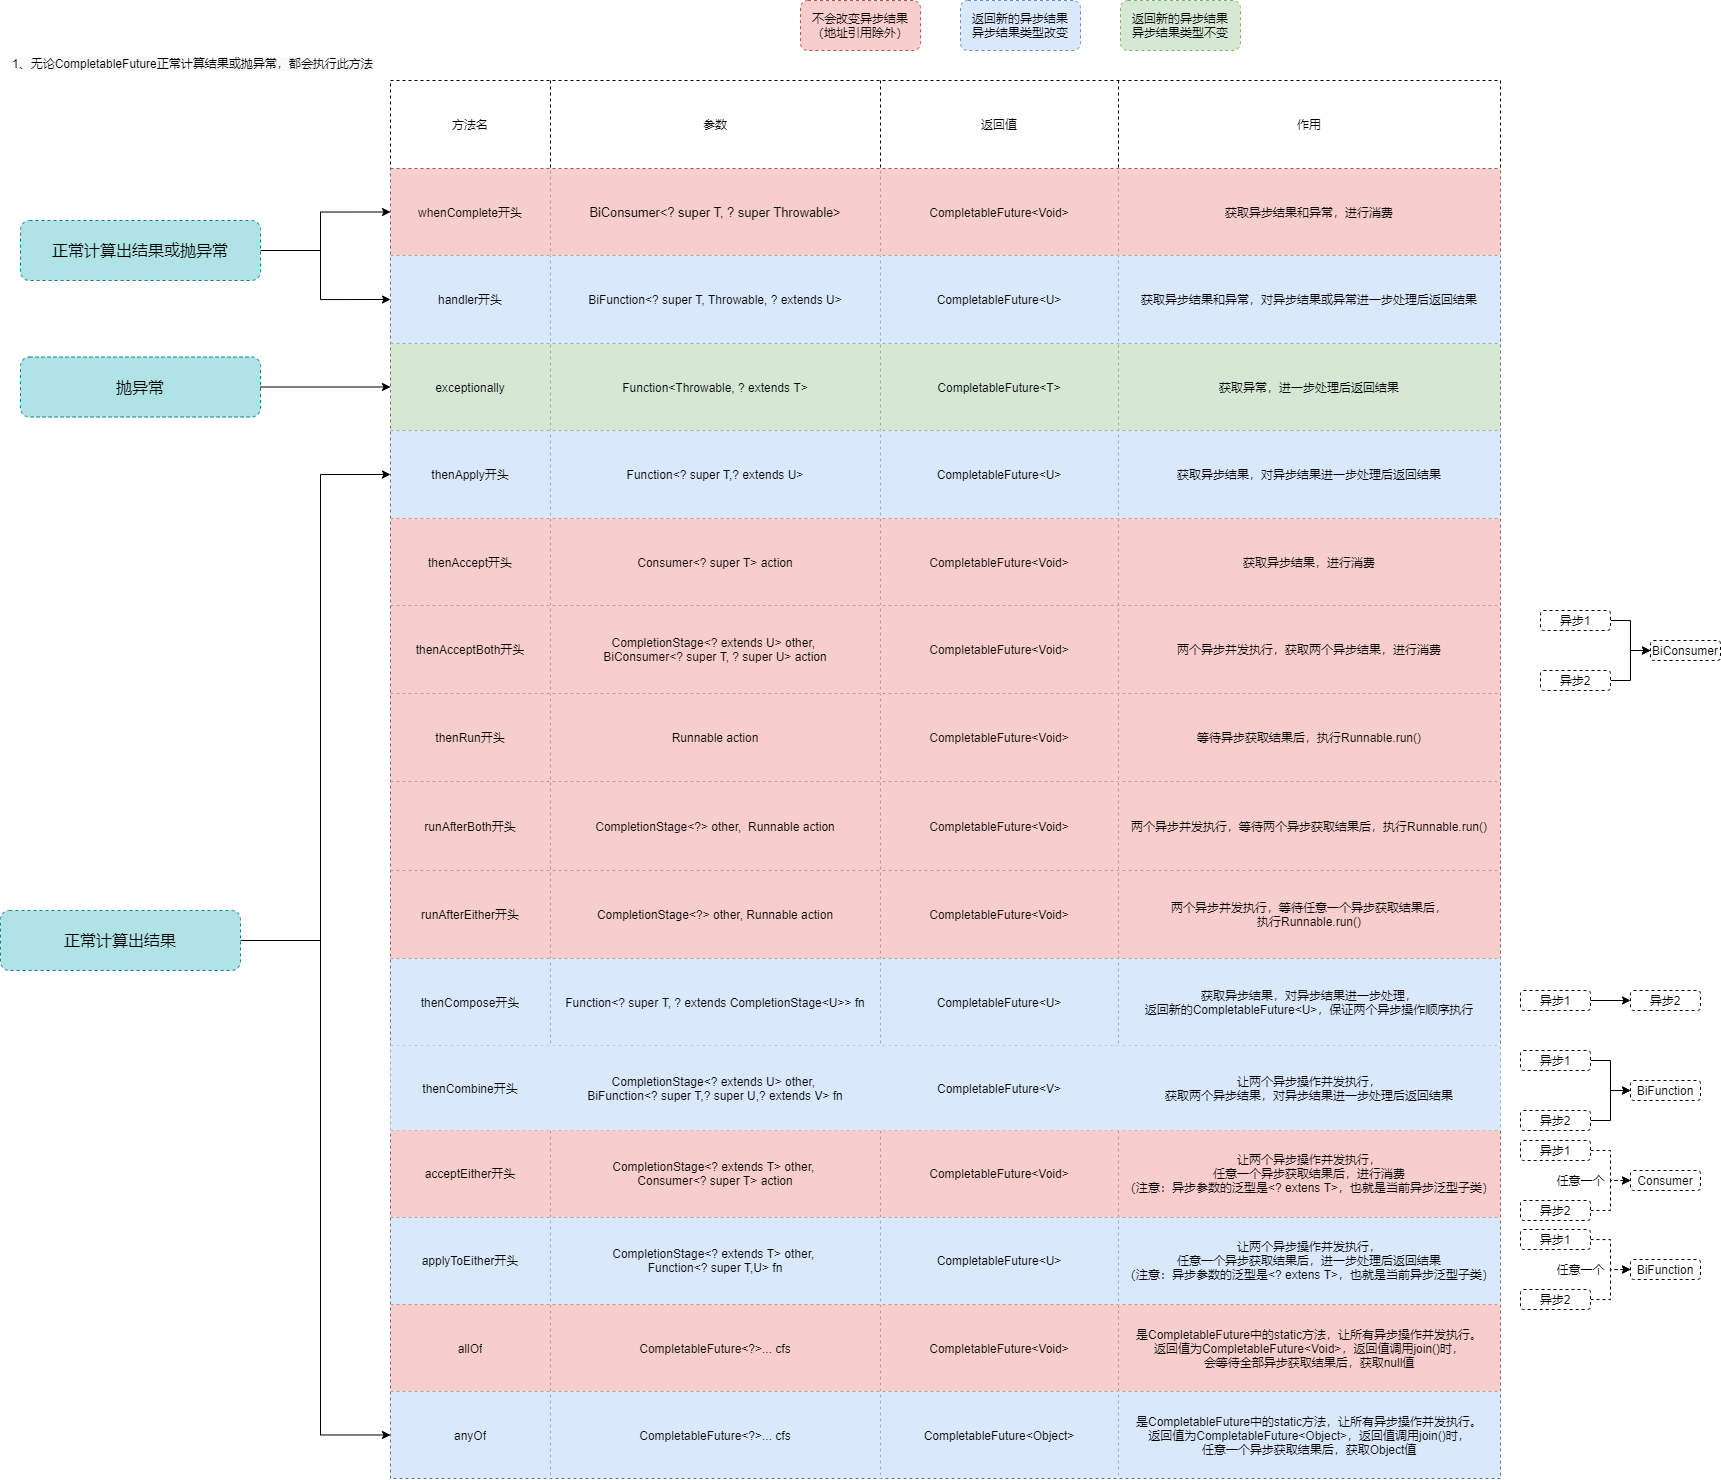 不会改变异步结果
（地址引用除外）
返回新的异步结果
异步结果类型改变
返回新的异步结果
异步结果类型不变
1、无论CompletableFuture正常计算结果或抛异常，都会执行此方法
方法名
参数
返回值
作用
正常计算出结果或抛异常
whenComplete开头
BiConsumer<? super T, ? super Throwable>
CompletableFuture<Void>
获取异步结果和异常，进行消费
handler开头
BiFunction<? super T, Throwable, ? extends U>
CompletableFuture<U>
获取异步结果和异常，对异步结果或异常进一步处理后返回结果
抛异常
exceptionally
Function<Throwable, ? extends T>
CompletableFuture<T>
获取异常，进一步处理后返回结果
thenApply开头
Function<? super T,? extends U>
CompletableFuture<U>
获取异步结果，对异步结果进一步处理后返回结果
thenAccept开头
Consumer<? super T> action
CompletableFuture<Void>
获取异步结果，进行消费
thenAcceptBoth开头
CompletionStage<? extends U> other,
BiConsumer<? super T, ? super U> action
CompletableFuture<Void>
两个异步并发执行，获取两个异步结果，进行消费
异步1
BiConsumer
异步2
thenRun开头
Runnable action
CompletableFuture<Void>
等待异步获取结果后，执行Runnable.run()
runAfterBoth开头
CompletionStage<?> other,  Runnable action
CompletableFuture<Void>
两个异步并发执行，等待两个异步获取结果后，执行Runnable.run()
正常计算出结果
runAfterEither开头
CompletionStage<?> other, Runnable action
CompletableFuture<Void>
两个异步并发执行，等待任意一个异步获取结果后，
执行Runnable.run()
thenCompose开头
Function<? super T, ? extends CompletionStage<U>> fn
CompletableFuture<U>
获取异步结果，对异步结果进一步处理，
返回新的CompletableFuture<U>，保证两个异步操作顺序执行
异步1
异步2
thenCombine开头
CompletionStage<? extends U> other,
BiFunction<? super T,? super U,? extends V> fn
CompletableFuture<V>
让两个异步操作并发执行，
获取两个异步结果，对异步结果进一步处理后返回结果
异步1
BiFunction
异步2
acceptEither开头
CompletionStage<? extends T> other,
Consumer<? super T> action
CompletableFuture<Void>
让两个异步操作并发执行，
任意一个异步获取结果后，进行消费
（注意：异步参数的泛型是<? extens T>，也就是当前异步泛型子类）
异步1
任意一个
Consumer
异步2
applyToEither开头
CompletionStage<? extends T> other,
Function<? super T,U> fn
CompletableFuture<U>
让两个异步操作并发执行，
任意一个异步获取结果后，进一步处理后返回结果
（注意：异步参数的泛型是<? extens T>，也就是当前异步泛型子类）
异步1
任意一个
BiFunction
异步2
allOf
CompletableFuture<?>... cfs
CompletableFuture<Void>
是CompletableFuture中的static方法，让所有异步操作并发执行。
返回值为CompletableFuture<Void>，返回值调用join()时，
会等待全部异步获取结果后，获取null值
anyOf
CompletableFuture<?>... cfs
CompletableFuture<Object>
是CompletableFuture中的static方法，让所有异步操作并发执行。
返回值为CompletableFuture<Object>，返回值调用join()时，
任意一个异步获取结果后，获取Object值